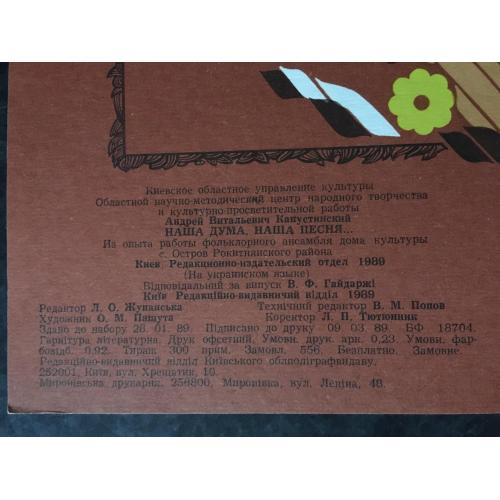 Киевское областное управление культуры
Областной научно-методический центр народного творчества
и культурно-просветительной работы
Андрей Витальевич Капустинский
НАША ДУМА, НАША ПЕСНЯ...
Из опыта работы фольклорного ансамбля дома культуры
с. Остров Рокитнянского района
Киев Редакционно-издательский отдел 1989
(На украинском языке)
Відповідальний за випуск В. Ф. Гайдаржі
Київ Редакційно-видавничий відділ 1989
Редактор Л. О. Жупанська Технічний редактор В. М. Попов
Художник О. М. Пашута Коректор Л. П. Тютюнник
Здано до набору 26. 01. 89. Підписано до друку 09 03. 89. БФ 18704.
Гарнітура літературна. Друк офсетний. Умовн. друк. арк. 0,23. Умовн. фар-
бовідб. 0,92. Тираж 300 прим. Замовл. 556. Безплатно. Замовне.
Редакційно-видавничий відділ Київського облполіграфвидаву.
252001, Київ, вул. Хрещатик, 10.
Миронівська друкарня. 256800, Миронівка, вул. Леніна, 48.